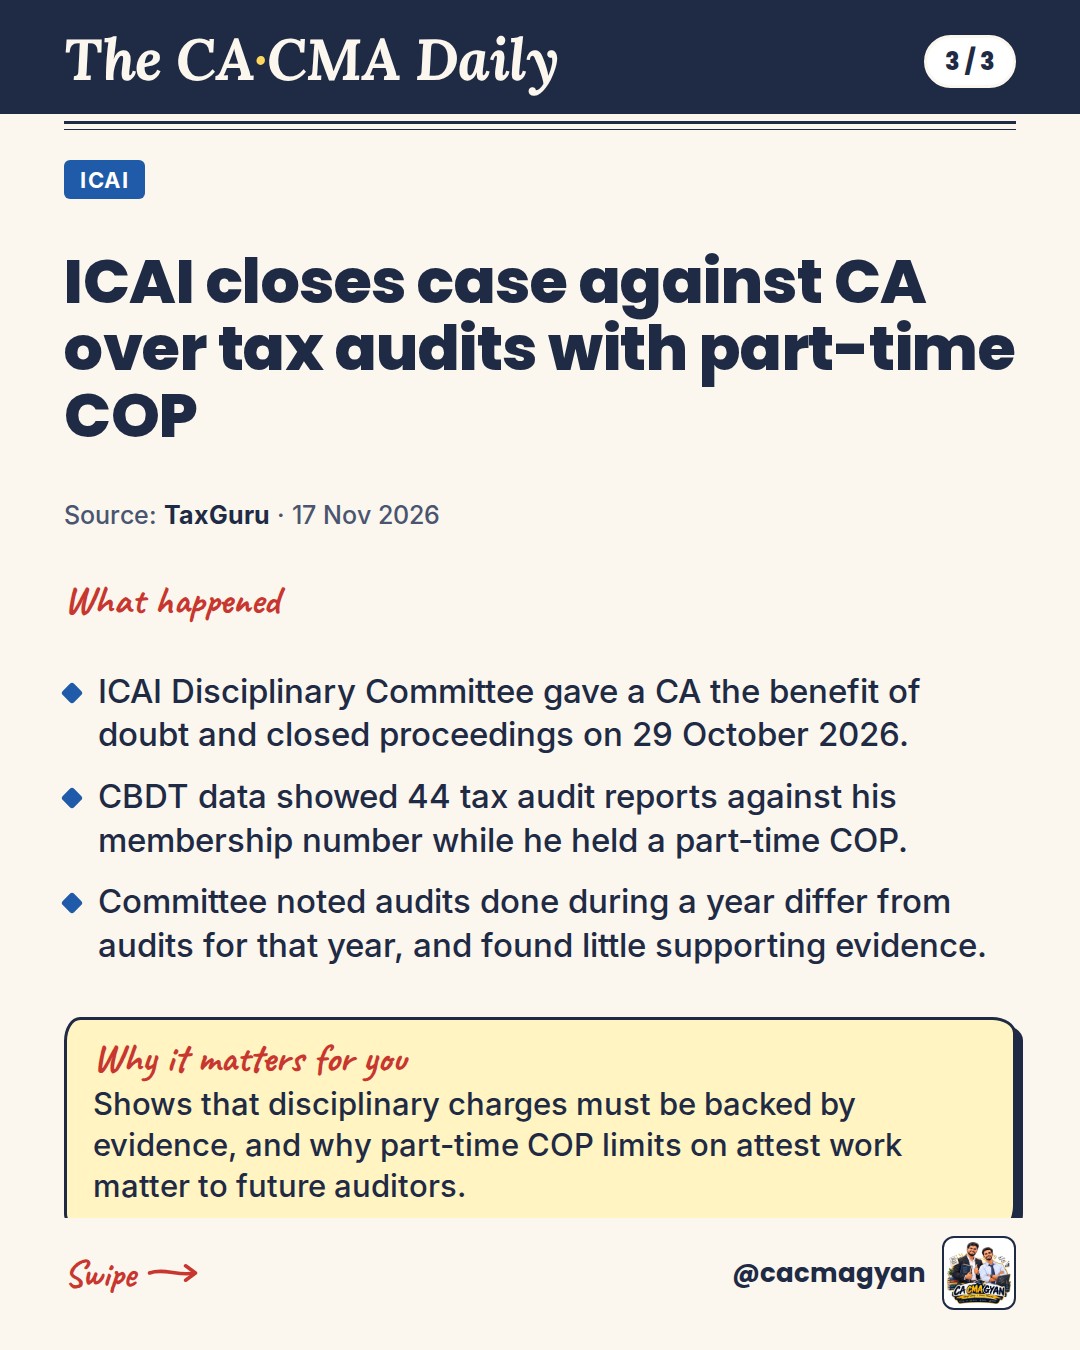 The CA·CMA Daily
3 / 3
ICAI
ICAI closes case against CA
over tax audits with part-time
COP
Source: TaxGuru · 17 Nov 2026
What happened
ICAI Disciplinary Committee gave a CA the benefit of
doubt and closed proceedings on 29 October 2026.
CBDT data showed 44 tax audit reports against his
membership number while he held a part-time COP.
Committee noted audits done during a year differ from
audits for that year, and found little supporting evidence.
Why it matters for you
Shows that disciplinary charges must be backed by
evidence, and why part-time COP limits on attest work
matter to future auditors.
Swipe
@cacmagyan
CA CMA GYAN